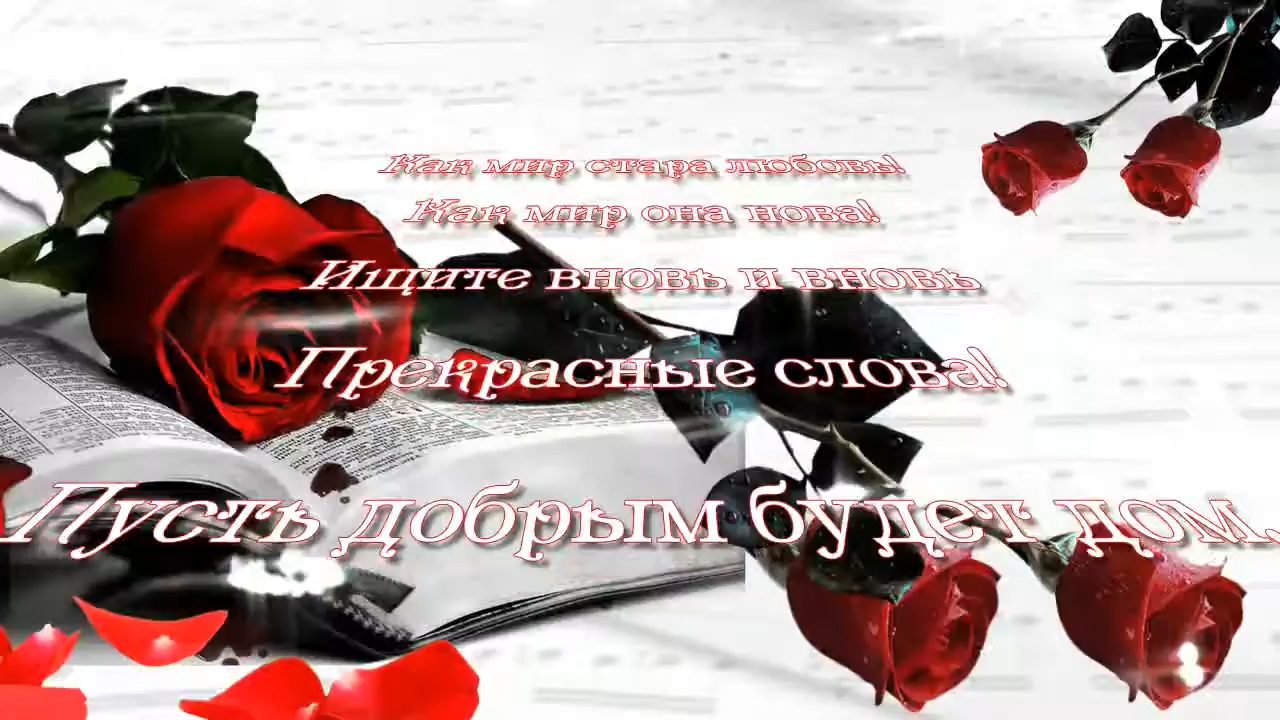 Как мир стара любовь!
Как мир она нова!
Ищите вновь и вновь
Прекрасные слова!
Пусть добрым будет дом.